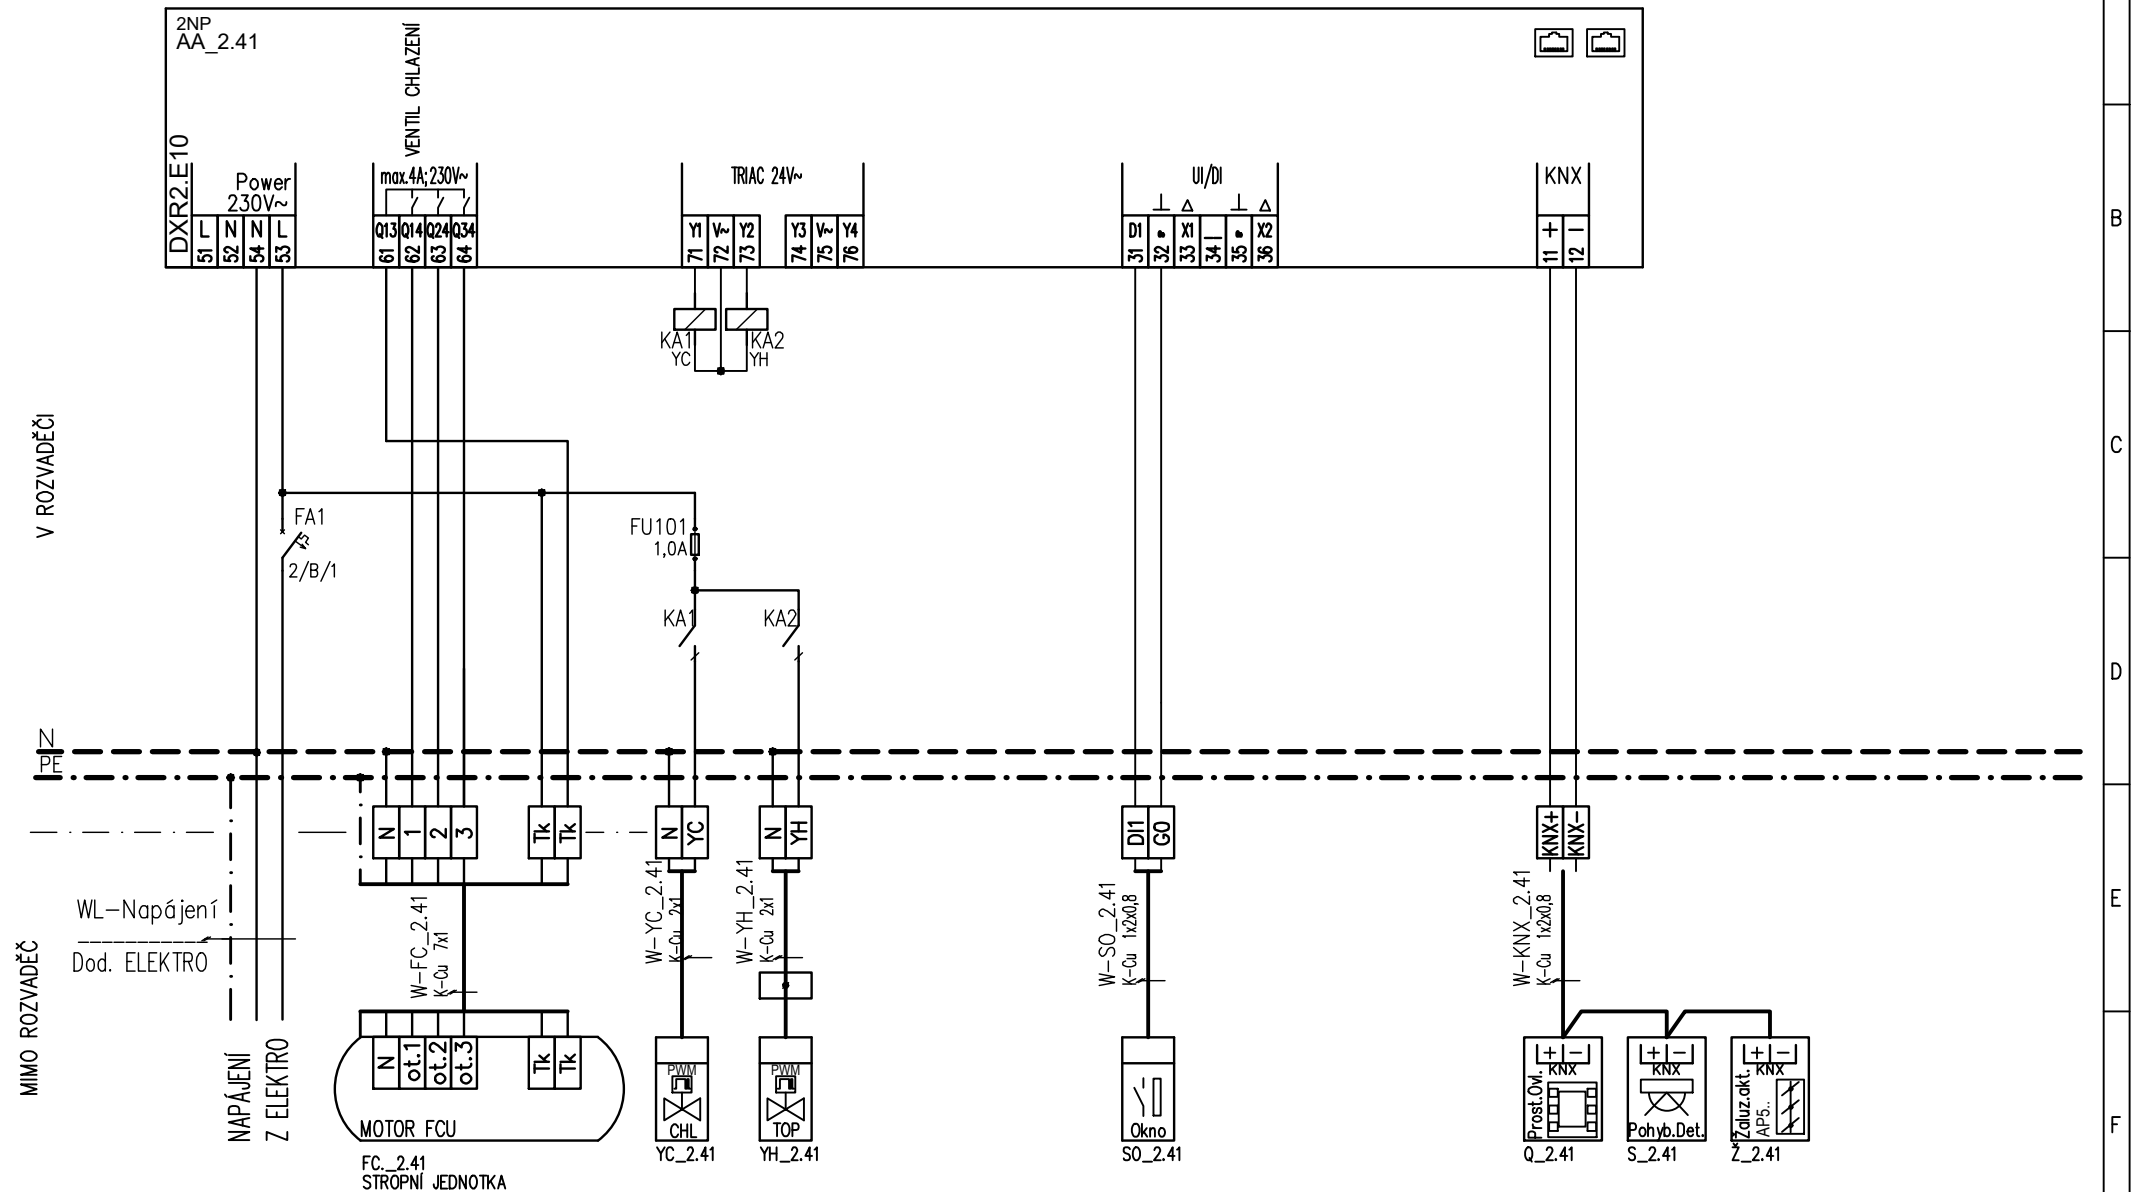 2NP
AA_2.41
DXR2.E10
VENTIL CHLAZENÍ
Power
230V~
max.4A;230V~
TRIAC 24V~
UI/DI
KNX
L N N L
51 52 54 53
Q13 Q14 Q24 Q34
61 62 63 64
Y1 V~ Y2
71 72 73
Y3 V~ Y4
74 75 76
D1 X1 X2
31 32 33 34 35 36
+ −
11 12
B
KA1
YC
KA2
YH
V ROZVADĚČI
C
FA1
2/B/1
FU101
1,0A
KA1
KA2
D
N
PE
N 1 2 3
Tk Tk
N YC
N YH
DI1 G0
KNX+ KNX-
WL-Napájení
Dod. ELEKTRO
W-FC_2.41
K-Cu 7x1
W-YC_2.41
K-Cu 2x1
W-YH_2.41
K-Cu 2x1
W-SO_2.41
K-Cu 1x2x0,8
W-KNX_2.41
K-Cu 1x2x0,8
E
MIMO ROZVADĚČ
NAPÁJENÍ
Z ELEKTRO
N ot.1 ot.2 ot.3
Tk Tk
MOTOR FCU
FC._2.41
STROPNÍ JEDNOTKA
PWM
CHL
YC_2.41
PWM
TOP
YH_2.41
Okno
SO_2.41
+ −
KNX
Prost.Ovl.
Q_2.41
+ −
KNX
Pohyb.Det.
S_2.41
+ −
KNX
Žaluz.akt.
AP5..
Ž_2.41
F